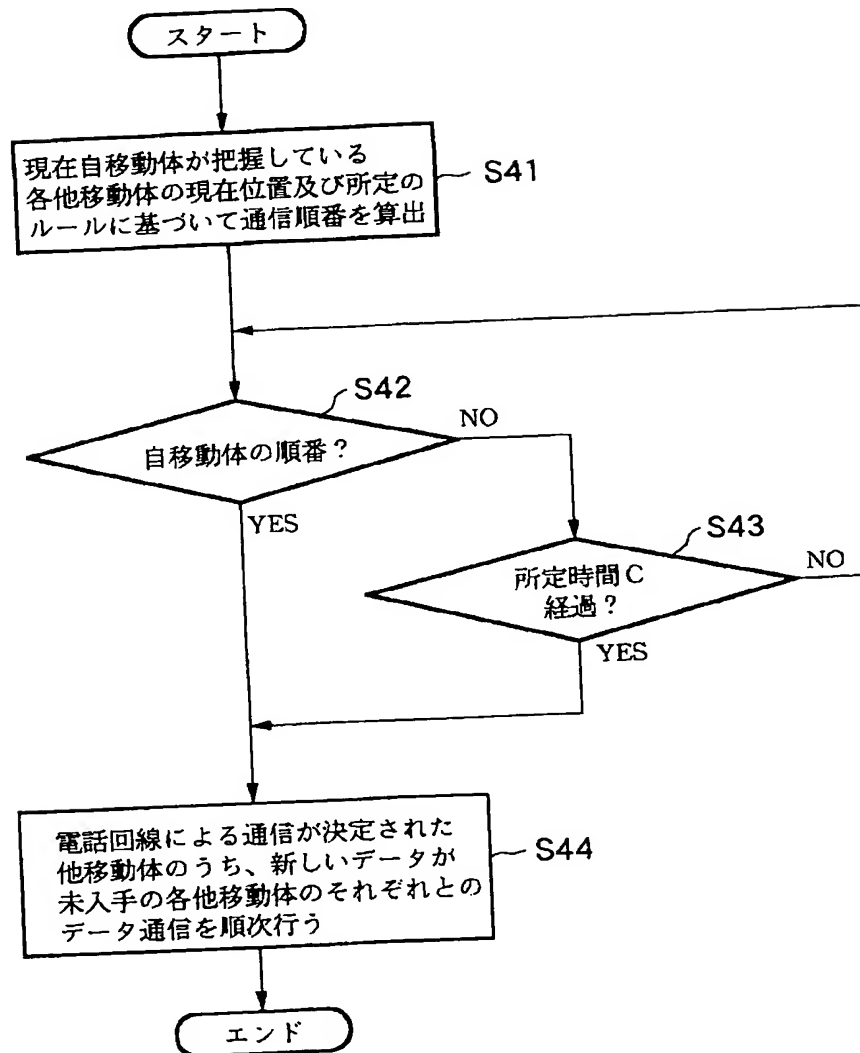 スタート
現在自移動体が把握している
各他移動体の現在位置及び所定の
ルールに基づいて通信順番を算出
S41
S42
NO
自移動体の順番？
YES
S43
NO
所定時間C
経過？
YES
電話回線による通信が決定された
他移動体のうち、新しいデータが
未入手の各他移動体のそれぞれとの
データ通信を順次行う
S44
エンド